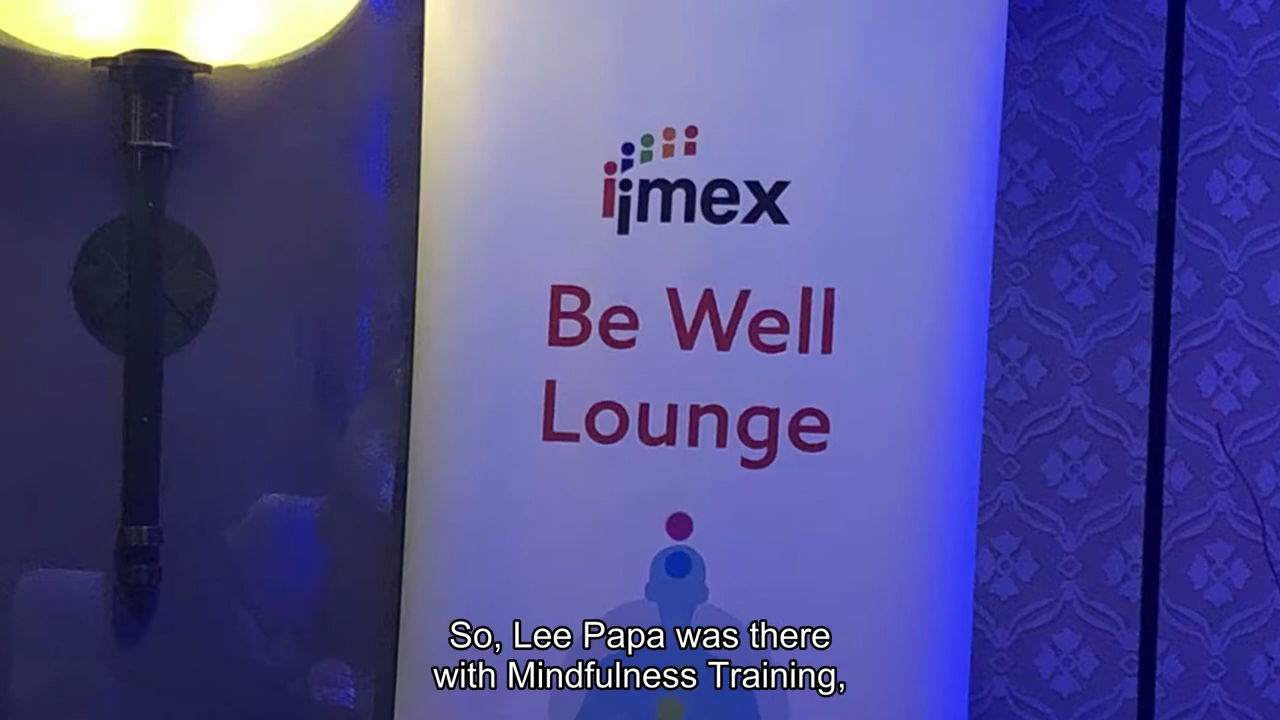 imex
Be Well
Lounge
So, Lee Papa was there
with Mindfulness Training,